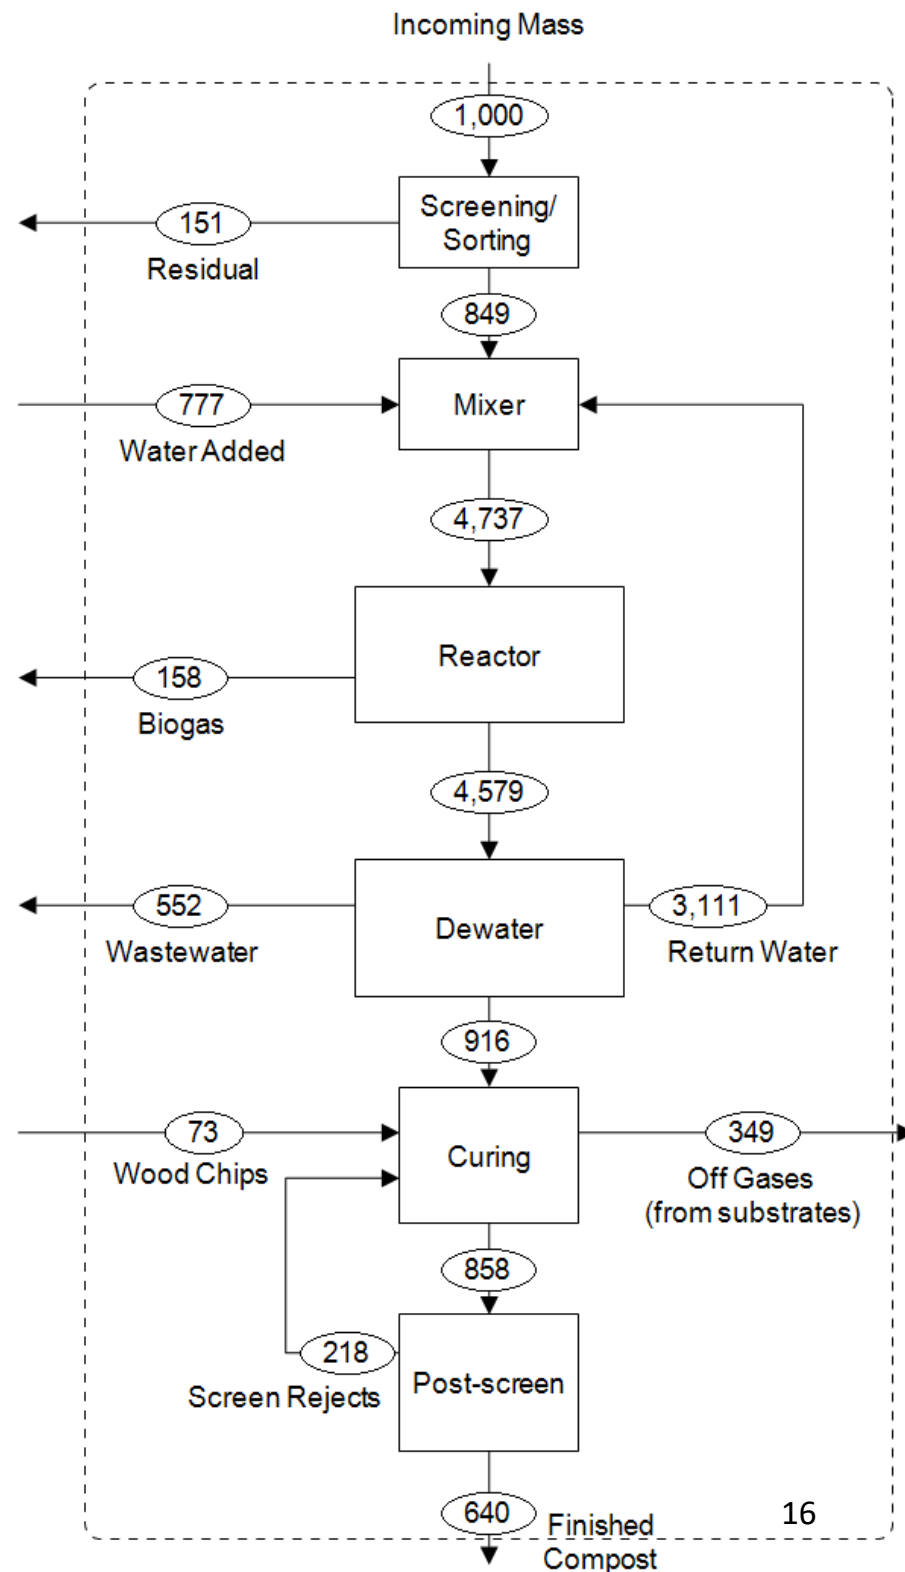 Incoming Mass
1,000
Screening/
Sorting
151
Residual
849
777
Water Added
Mixer
4,737
Reactor
158
Biogas
4,579
552
Wastewater
Dewater
3,111
Return Water
916
73
Wood Chips
Curing
349
Off Gases
(from substrates)
858
218
Screen Rejects
Post-screen
640
Finished
Compost
16